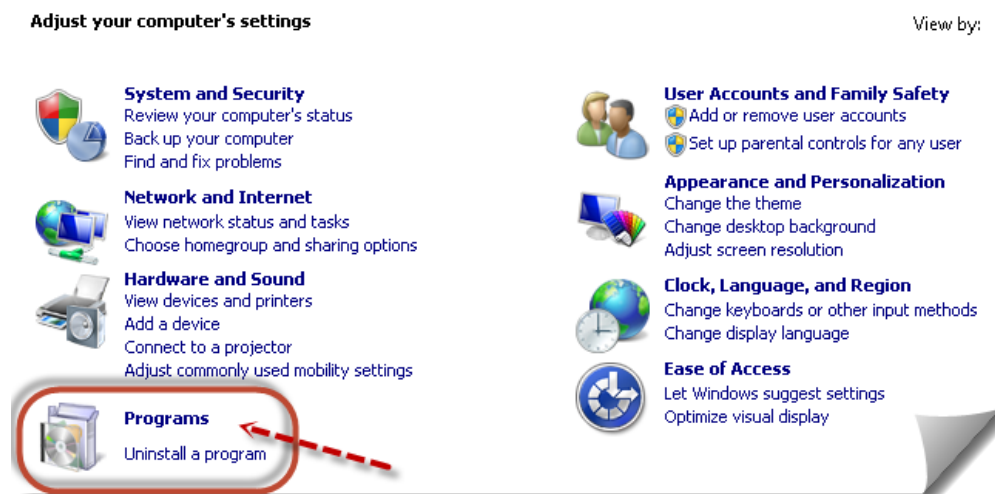 Adjust your computer's settings
View by:
System and Security
Review your computer's status
Back up your computer
Find and fix problems
Network and Internet
View network status and tasks
Choose homegroup and sharing options
Hardware and Sound
View devices and printers
Add a device
Connect to a projector
Adjust commonly used mobility settings
Programs
Uninstall a program
User Accounts and Family Safety
Add or remove user accounts
Set up parental controls for any user
Appearance and Personalization
Change the theme
Change desktop background
Adjust screen resolution
Clock, Language, and Region
Change keyboards or other input methods
Change display language
Ease of Access
Let Windows suggest settings
Optimize visual display